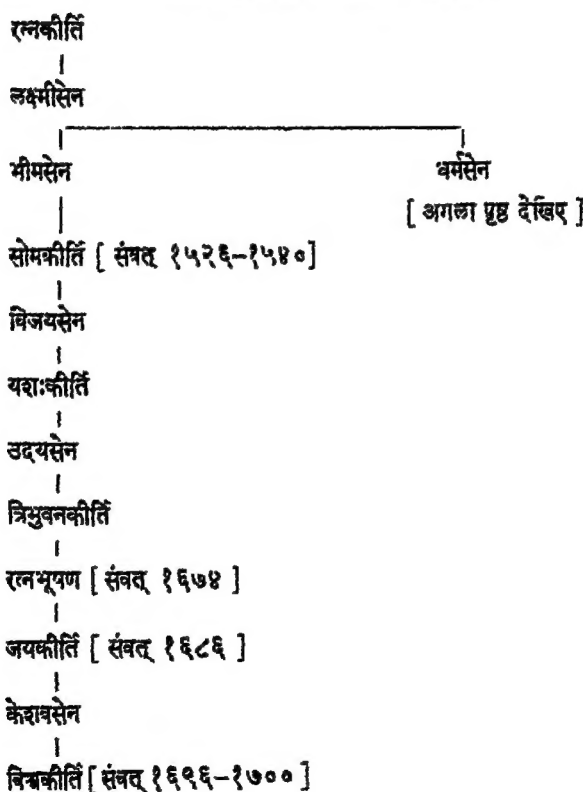 रत्नकीर्ति
लक्ष्मीसेन
भीमसेन धर्मसेन
[ अगला पृष्ठ देखिए ]
सोमकीर्ति [ संवत् १५२६-१५४० ]
विजयसेन
यशःकीर्ति
उदयसेन
त्रिभुवनकीर्ति
रत्नभूषण [ संवत् १६७४ ]
जयकीर्ति [ संवत् १६८६ ]
केशवसेन
विश्वकीर्ति [ संवत् १६९६-१७०० ]